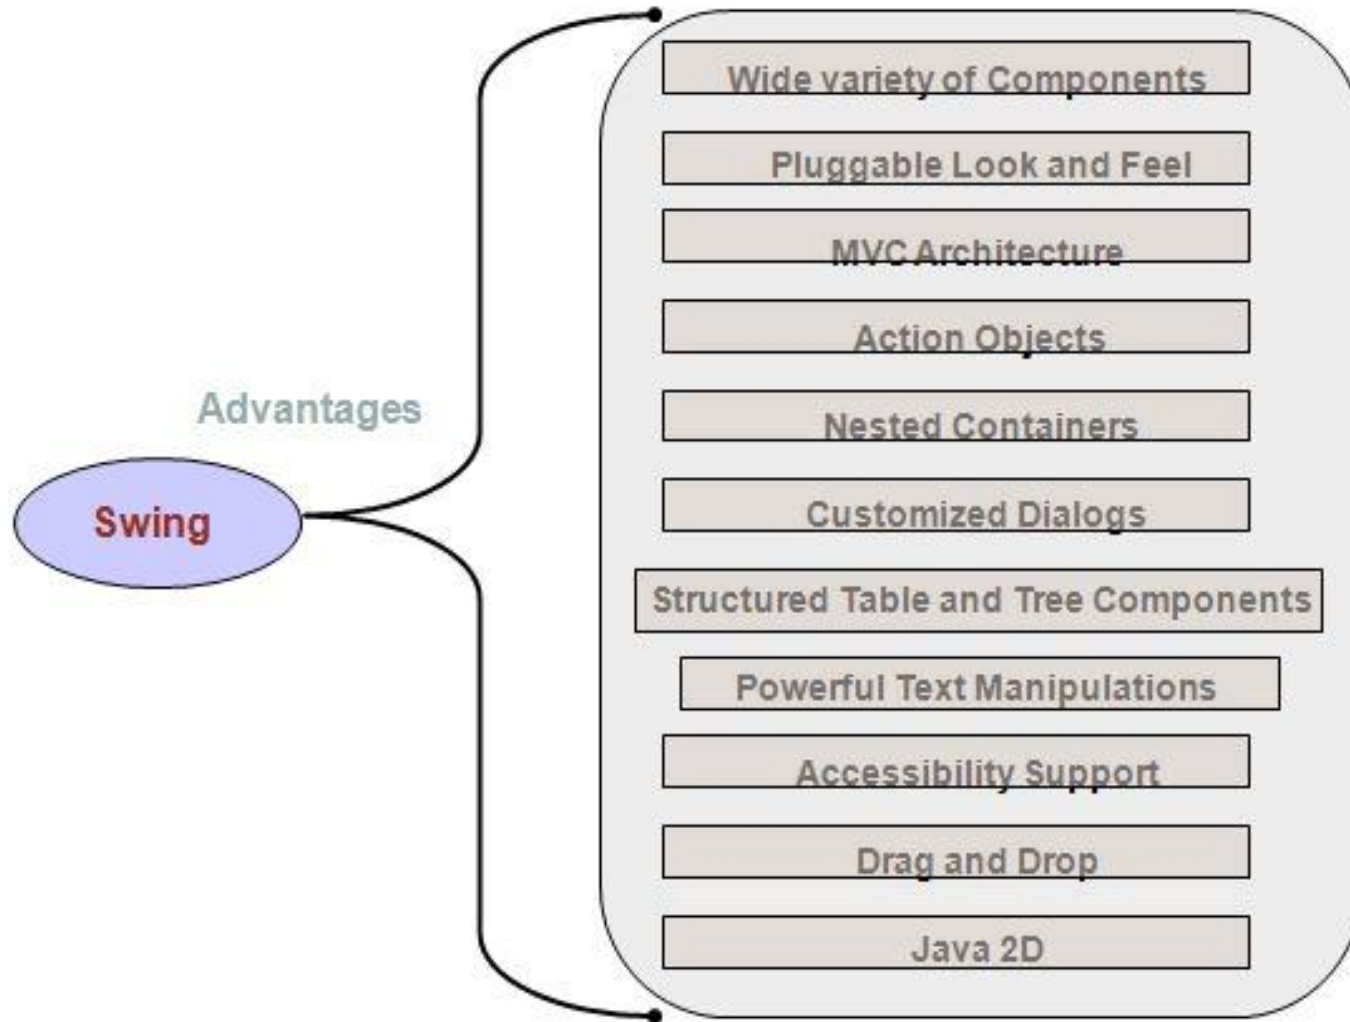 Advantages
Swing
Wide variety of Components
Pluggable Look and Feel
MVC Architecture
Action Objects
Nested Containers
Customized Dialogs
Structured Table and Tree Components
Powerful Text Manipulations
Accessibility Support
Drag and Drop
Java 2D